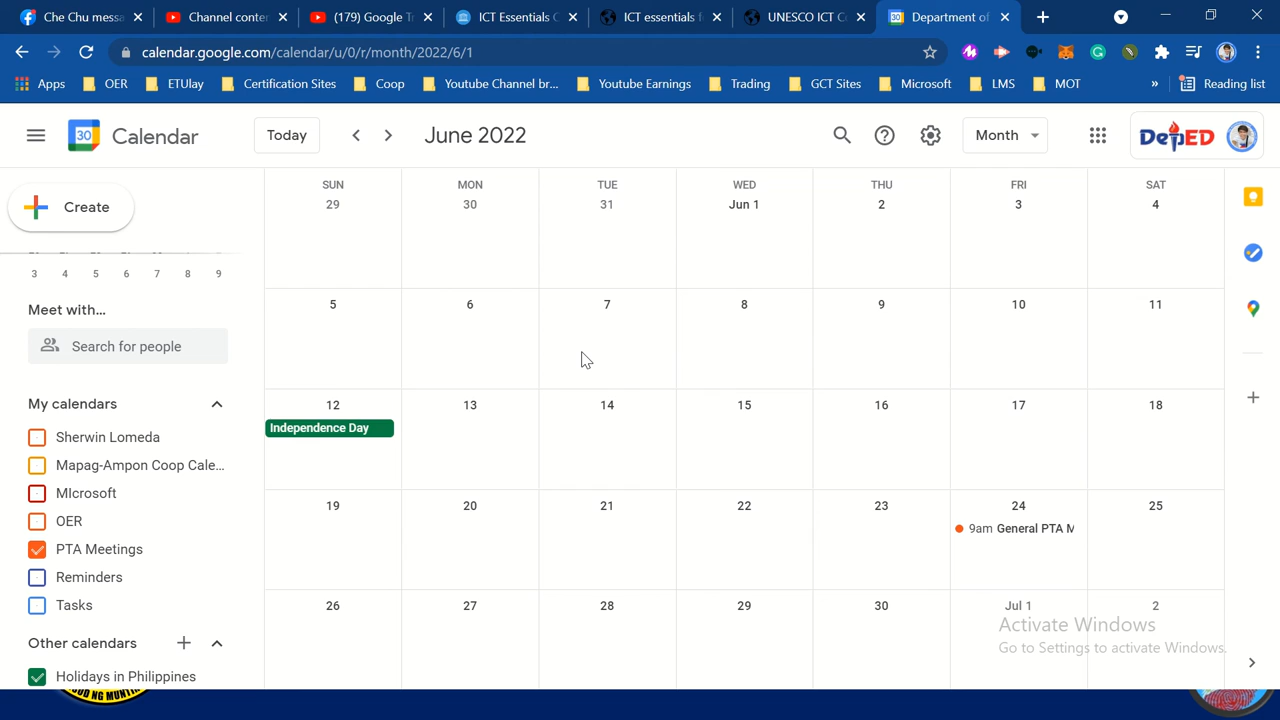 Che Chu messa
Channel conter
(179) Google Tr
ICT Essentials C
ICT essentials f
UNESCO ICT C
Department of
calendar.google.com/calendar/u/0/r/month/2022/6/1
Apps OER ETUlay Certification Sites Coop Youtube Channel br... Youtube Earnings Trading GCT Sites Microsoft LMS MOT » Reading list
30 Calendar Today June 2022 Month DepED
Create
SUN MON TUE WED THU FRI SAT
29 30 31 Jun 1 2 3 4
3 4 5 6 7 8 9
Meet with...
5 6 7 8 9 10 11
Search for people
My calendars
12 13 14 15 16 17 18
Independence Day
Sherwin Lomeda
Mapag-Ampon Coop Cale...
MIcrosoft
19 20 21 22 23 24 25
OER
9am General PTA M
PTA Meetings
Reminders
Tasks
26 27 28 29 30 Jul 1 2
Activate Windows
Go to Settings to activate Windows.
Other calendars
Holidays in Philippines